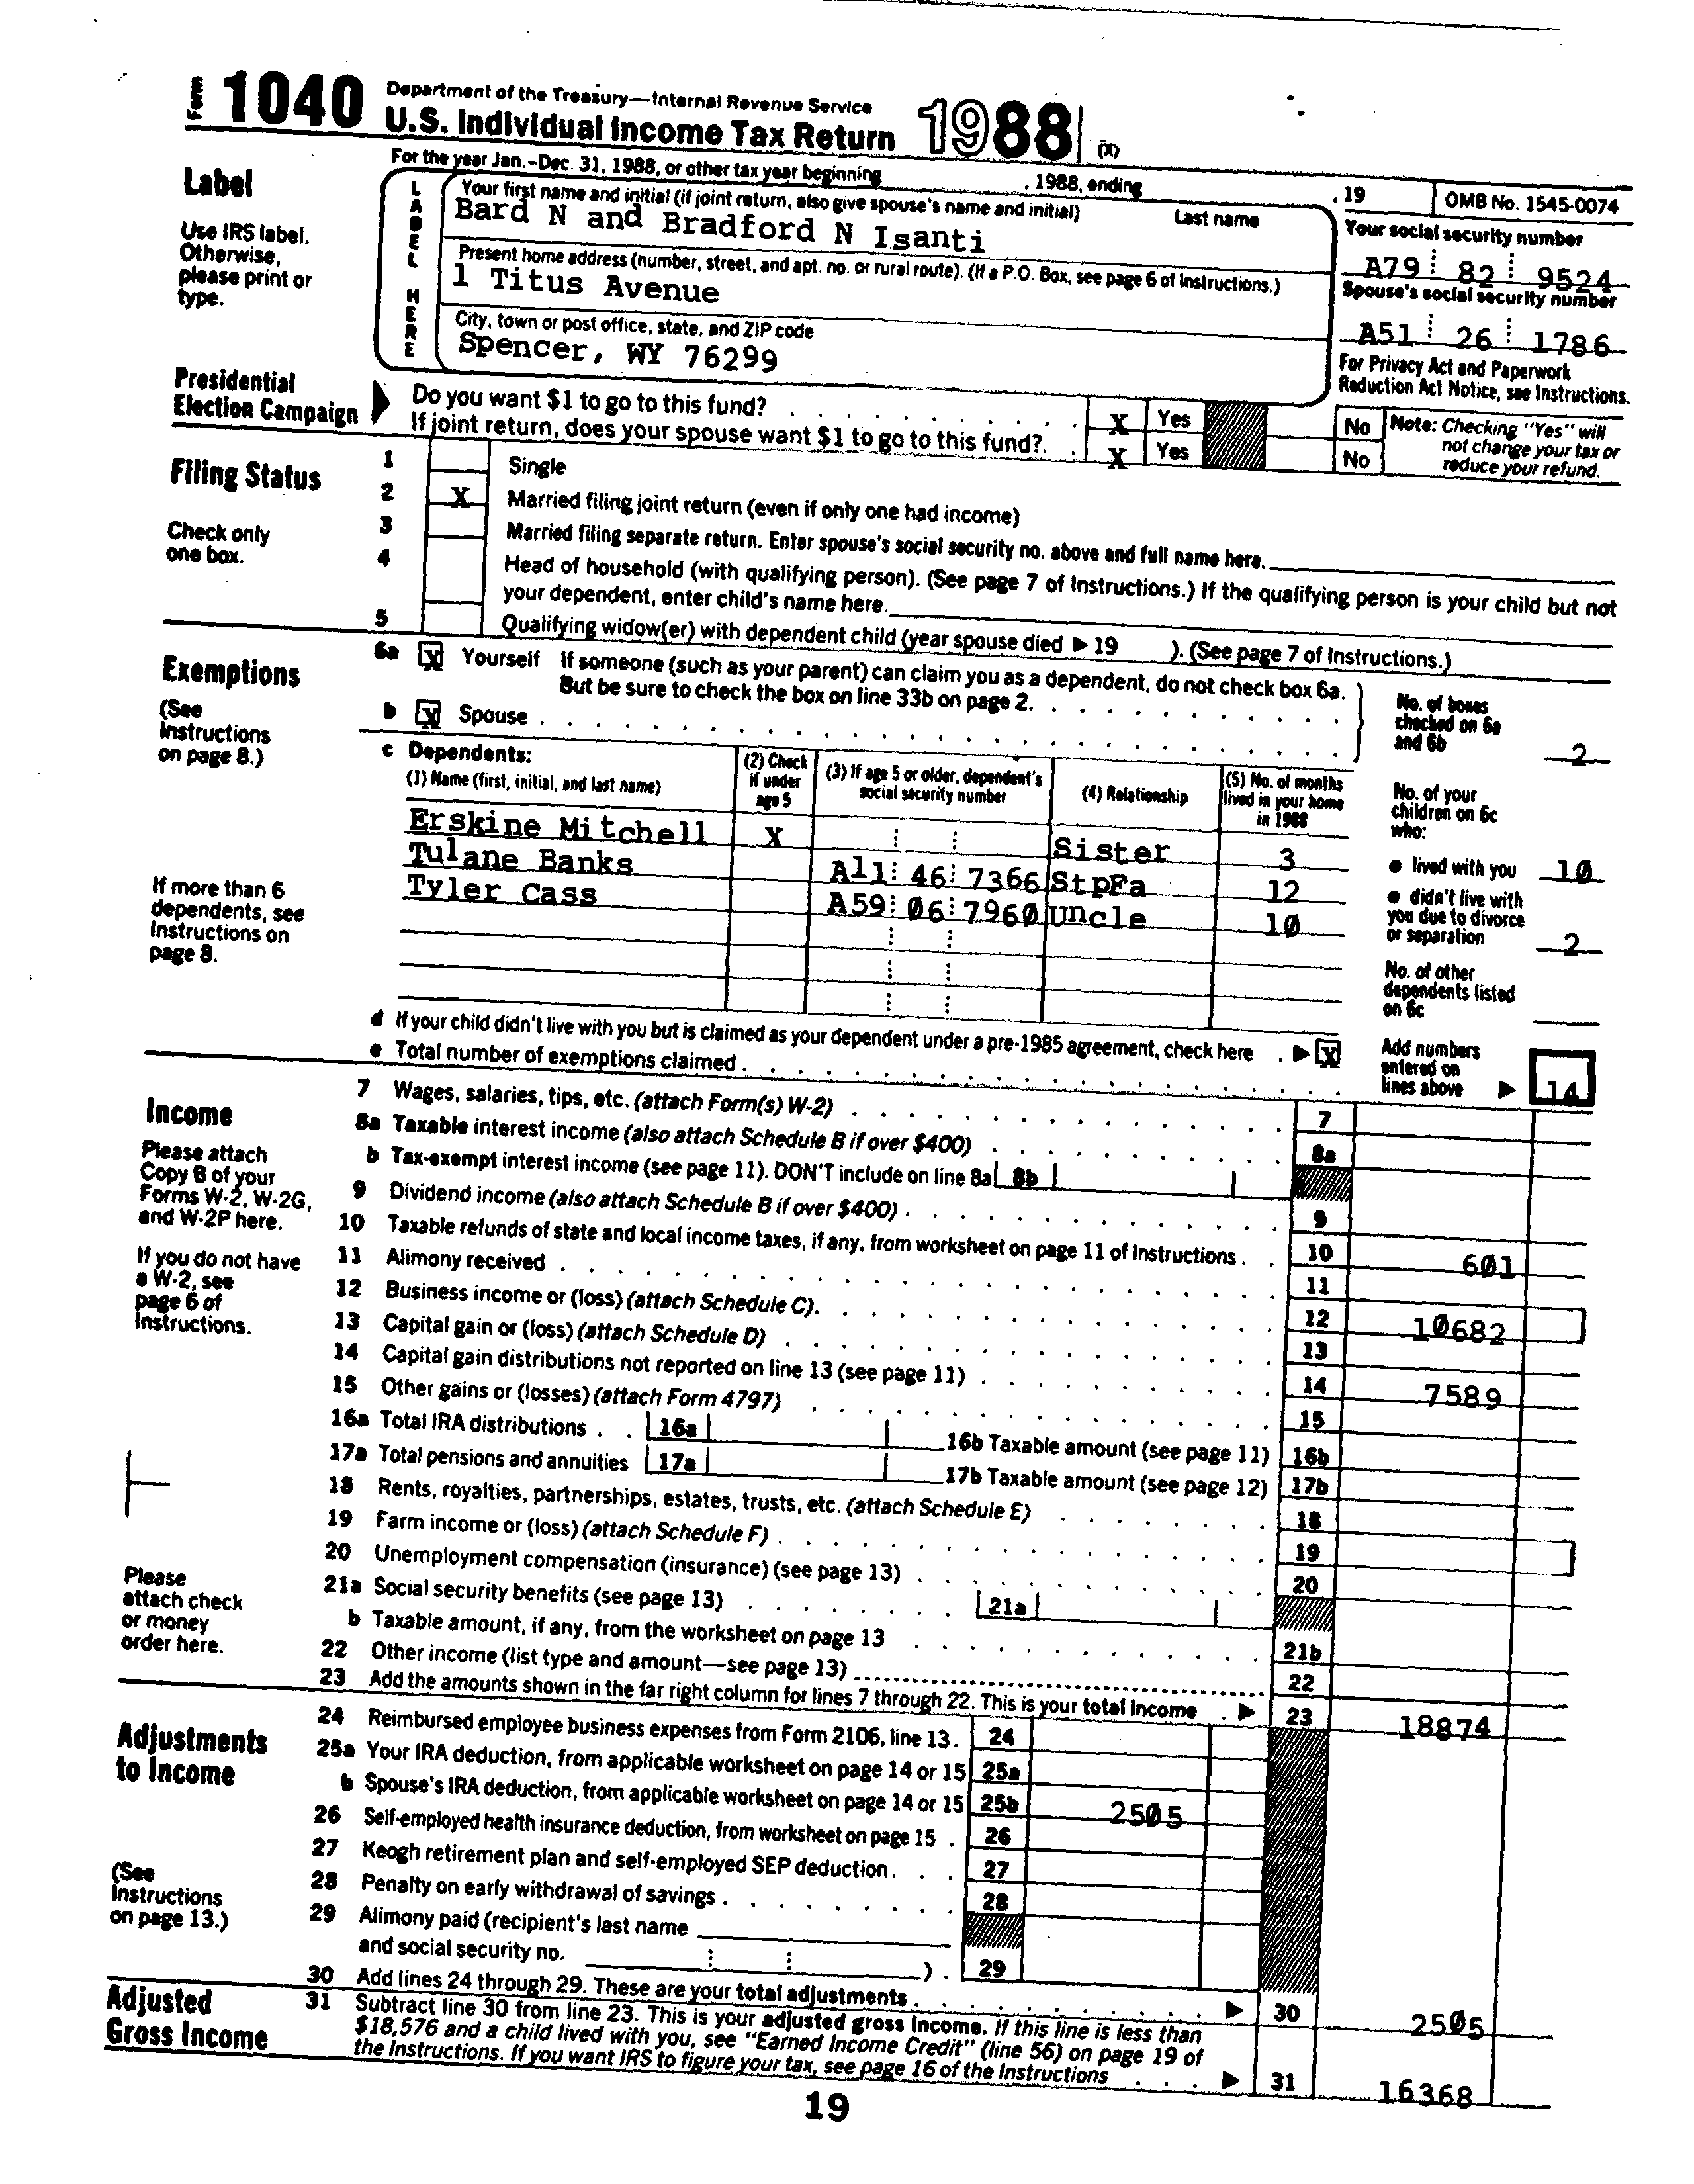 Form 1040 Department of the Treasury—Internal Revenue Service
U.S. Individual Income Tax Return 1988 (X)
For the year Jan.–Dec. 31, 1988, or other tax year beginning , 1988, ending , 19 OMB No. 1545-0074
Label
Use IRS label.
Otherwise,
please print or
type.
LABEL HERE
Your first name and initial (if joint return, also give spouse's name and initial) Last name
Bard N and Bradford N Isanti
Present home address (number, street, and apt. no. or rural route). (If a P.O. Box, see page 6 of Instructions.)
1 Titus Avenue
City, town or post office, state, and ZIP code
Spencer, WY 76299
Your social security number
A79 82 9524
Spouse's social security number
A51 26 1786
For Privacy Act and Paperwork
Reduction Act Notice, see Instructions.
Presidential
Election Campaign
Do you want $1 to go to this fund? X Yes No
If joint return, does your spouse want $1 to go to this fund? X Yes No
Note: Checking "Yes" will
not change your tax or
reduce your refund.
Filing Status
Check only
one box.
1 Single
2 X Married filing joint return (even if only one had income)
3 Married filing separate return. Enter spouse's social security no. above and full name here.
4 Head of household (with qualifying person). (See page 7 of Instructions.) If the qualifying person is your child but not
your dependent, enter child's name here.
5 Qualifying widow(er) with dependent child (year spouse died ▶ 19 ). (See page 7 of Instructions.)
Exemptions
(See
Instructions
on page 8.)
6a X Yourself If someone (such as your parent) can claim you as a dependent, do not check box 6a.
But be sure to check the box on line 33b on page 2.
b X Spouse
No. of boxes
checked on 6a
and 6b 2
c Dependents:
(1) Name (first, initial, and last name)
(2) Check
if under
age 5
(3) If age 5 or older, dependent's
social security number
(4) Relationship
(5) No. of months
lived in your home
in 1988
Erskine Mitchell X Sister 3
Tulane Banks A11 46 7366 StpFa 12
Tyler Cass A59 06 7960 Uncle 10
If more than 6
dependents, see
Instructions on
page 8.
No. of your
children on 6c
who:
● lived with you 10
● didn't live with
you due to divorce
or separation 2
No. of other
dependents listed
on 6c
d If your child didn't live with you but is claimed as your dependent under a pre-1985 agreement, check here ▶ X
e Total number of exemptions claimed
Add numbers
entered on
lines above ▶ 14
Income
Please attach
Copy B of your
Forms W-2, W-2G,
and W-2P here.
If you do not have
a W-2, see
page 6 of
Instructions.
Please
attach check
or money
order here.
7 Wages, salaries, tips, etc. (attach Form(s) W-2) 7
8a Taxable interest income (also attach Schedule B if over $400) 8a
b Tax-exempt interest income (see page 11). DON'T include on line 8a 8b
9 Dividend income (also attach Schedule B if over $400) 9
10 Taxable refunds of state and local income taxes, if any, from worksheet on page 11 of Instructions 10 601
11 Alimony received 11
12 Business income or (loss) (attach Schedule C) 12 10682
13 Capital gain or (loss) (attach Schedule D) 13
14 Capital gain distributions not reported on line 13 (see page 11) 14 7589
15 Other gains or (losses) (attach Form 4797) 15
16a Total IRA distributions 16a 16b Taxable amount (see page 11) 16b
17a Total pensions and annuities 17a 17b Taxable amount (see page 12) 17b
18 Rents, royalties, partnerships, estates, trusts, etc. (attach Schedule E) 18
19 Farm income or (loss) (attach Schedule F) 19
20 Unemployment compensation (insurance) (see page 13) 20
21a Social security benefits (see page 13) 21a
b Taxable amount, if any, from the worksheet on page 13 21b
22 Other income (list type and amount—see page 13) 22
23 Add the amounts shown in the far right column for lines 7 through 22. This is your total income ▶ 23 18874
Adjustments
to Income
(See
Instructions
on page 13.)
24 Reimbursed employee business expenses from Form 2106, line 13. 24
25a Your IRA deduction, from applicable worksheet on page 14 or 15 25a
b Spouse's IRA deduction, from applicable worksheet on page 14 or 15 25b 2505
26 Self-employed health insurance deduction, from worksheet on page 15 26
27 Keogh retirement plan and self-employed SEP deduction 27
28 Penalty on early withdrawal of savings 28
29 Alimony paid (recipient's last name
and social security no. ) 29
30 Add lines 24 through 29. These are your total adjustments ▶ 30 2505
Adjusted
Gross Income
31 Subtract line 30 from line 23. This is your adjusted gross income. If this line is less than
$18,576 and a child lived with you, see "Earned Income Credit" (line 56) on page 19 of
the Instructions. If you want IRS to figure your tax, see page 16 of the Instructions ▶ 31 16368
19